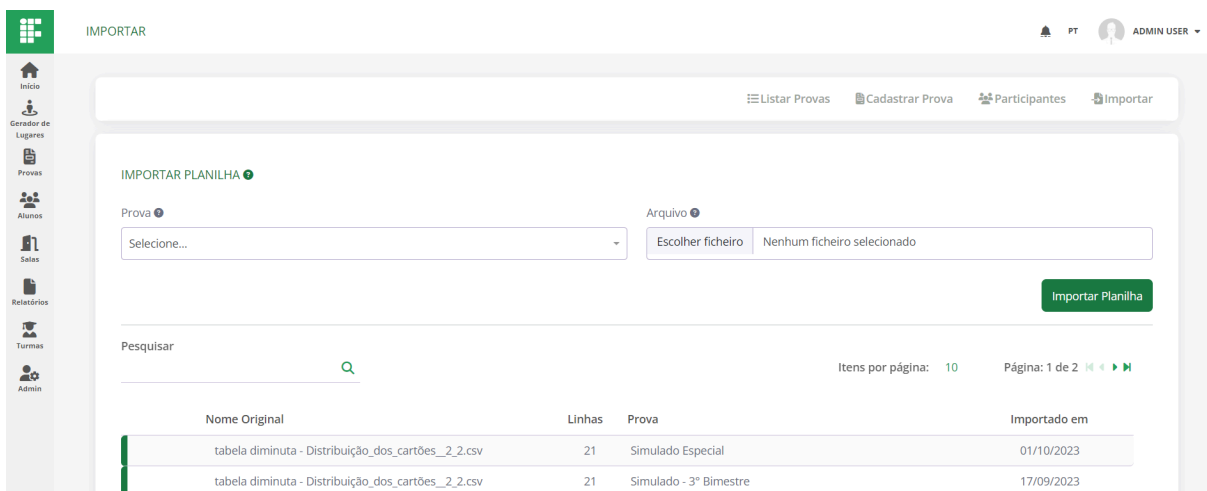 IMPORTAR
PT
ADMIN USER
Início
Gerador de
Lugares
Provas
Alunos
Salas
Relatórios
Turmas
Admin
Listar Provas Cadastrar Prova Participantes Importar
IMPORTAR PLANILHA
Prova
Selecione...
Arquivo
Escolher ficheiro Nenhum ficheiro selecionado
Importar Planilha
Pesquisar
Itens por página: 10 Página: 1 de 2
Nome Original Linhas Prova Importado em
tabela diminuta - Distribuição_dos_cartões__2_2.csv 21 Simulado Especial 01/10/2023
tabela diminuta - Distribuição_dos_cartões__2_2.csv 21 Simulado - 3º Bimestre 17/09/2023